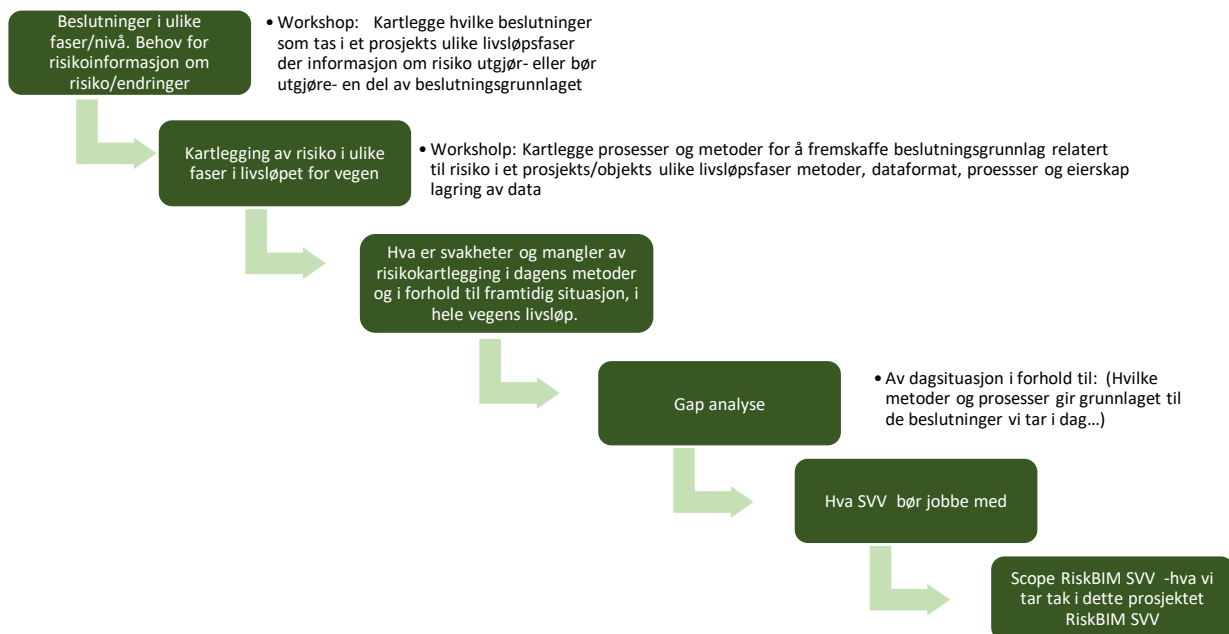 Beslutninger i ulike
faser/nivå. Behov for
risikoinformasjon om
risiko/endringer
• Workshop: Kartlegge hvilke beslutninger
som tas i et prosjekts ulike livsløpsfaser
der informasjon om risiko utgjør- eller bør
utgjøre- en del av beslutningsgrunnlaget
Kartlegging av risiko i ulike
faser i livsløpet for vegen
• Worksholp: Kartlegge prosesser og metoder for å fremskaffe beslutningsgrunnlag relatert
til risiko i et prosjekts/objekts ulike livsløpsfaser metoder, dataformat, proessser og eierskap
lagring av data
Hva er svakheter og mangler av
risikokartlegging i dagens metoder
og i forhold til framtidig situasjon, i
hele vegens livsløp.
Gap analyse
• Av dagsituasjon i forhold til: (Hvilke
metoder og prosesser gir grunnlaget til
de beslutninger vi tar i dag…)
Hva SVV bør jobbe med
Scope RiskBIM SVV -hva vi
tar tak i dette prosjektet
RiskBIM SVV